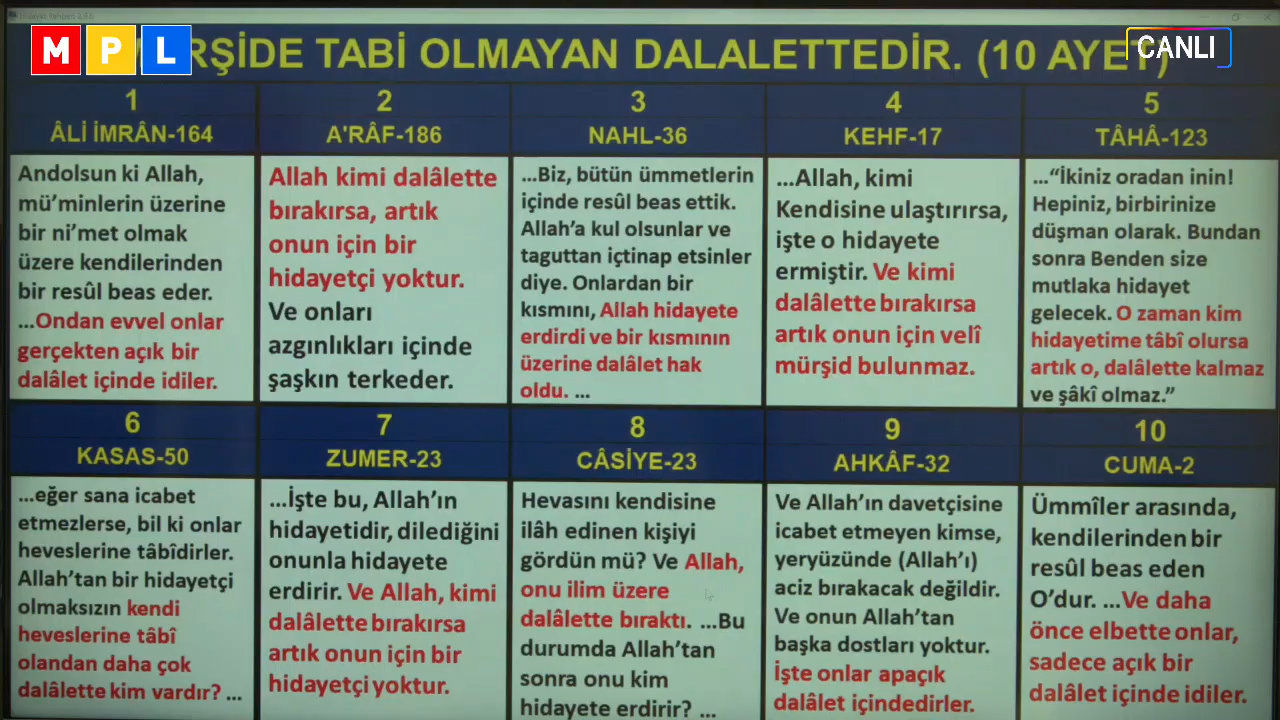 MPL
MÜRŞİDE TABİ OLMAYAN DALALETTEDİR. (10 AYET)
CANLI
1
ÂLİ İMRÂN-164
Andolsun ki Allah,
mü’minlerin üzerine
bir ni’met olmak
üzere kendilerinden
bir resûl beas eder.
...Ondan evvel onlar
gerçekten açık bir
dalâlet içinde idiler.
2
A'RÂF-186
Allah kimi dalâlette
bırakırsa, artık
onun için bir
hidayetçi yoktur.
Ve onları
azgınlıkları içinde
şaşkın terkeder.
3
NAHL-36
...Biz, bütün ümmetlerin
içinde resûl beas ettik.
Allah’a kul olsunlar ve
taguttan içtinap etsinler
diye. Onlardan bir
kısmını, Allah hidayete
erdirdi ve bir kısmının
üzerine dalâlet hak
oldu. ...
4
KEHF-17
...Allah, kimi
Kendisine ulaştırırsa,
işte o hidayete
ermiştir. Ve kimi
dalâlette bırakırsa
artık onun için velî
mürşid bulunmaz.
5
TÂHÂ-123
...“İkiniz oradan inin!
Hepiniz, birbirinize
düşman olarak. Bundan
sonra Benden size
mutlaka hidayet
gelecek. O zaman kim
hidayetime tâbî olursa
artık o, dalâlette kalmaz
ve şâkî olmaz.”
6
KASAS-50
...eğer sana icabet
etmezlerse, bil ki onlar
heveslerine tâbîdirler.
Allah’tan bir hidayetçi
olmaksızın kendi
heveslerine tâbî
olandan daha çok
dalâlette kim vardır? ...
7
ZUMER-23
...İşte bu, Allah’ın
hidayetidir, dilediğini
onunla hidayete
erdirir. Ve Allah, kimi
dalâlette bırakırsa
artık onun için bir
hidayetçi yoktur.
8
CÂSİYE-23
Hevasını kendisine
ilâh edinen kişiyi
gördün mü? Ve Allah,
onu ilim üzere
dalâlette bıraktı. ...Bu
durumda Allah’tan
sonra onu kim
hidayete erdirir? ...
9
AHKÂF-32
Ve Allah’ın davetçisine
icabet etmeyen kimse,
yeryüzünde (Allah’ı)
aciz bırakacak değildir.
Ve onun Allah’tan
başka dostları yoktur.
İşte onlar apaçık
dalâlet içindedirler.
10
CUMA-2
Ümmîler arasında,
kendilerinden bir
resûl beas eden
O’dur. ...Ve daha
önce elbette onlar,
sadece açık bir
dalâlet içinde idiler.